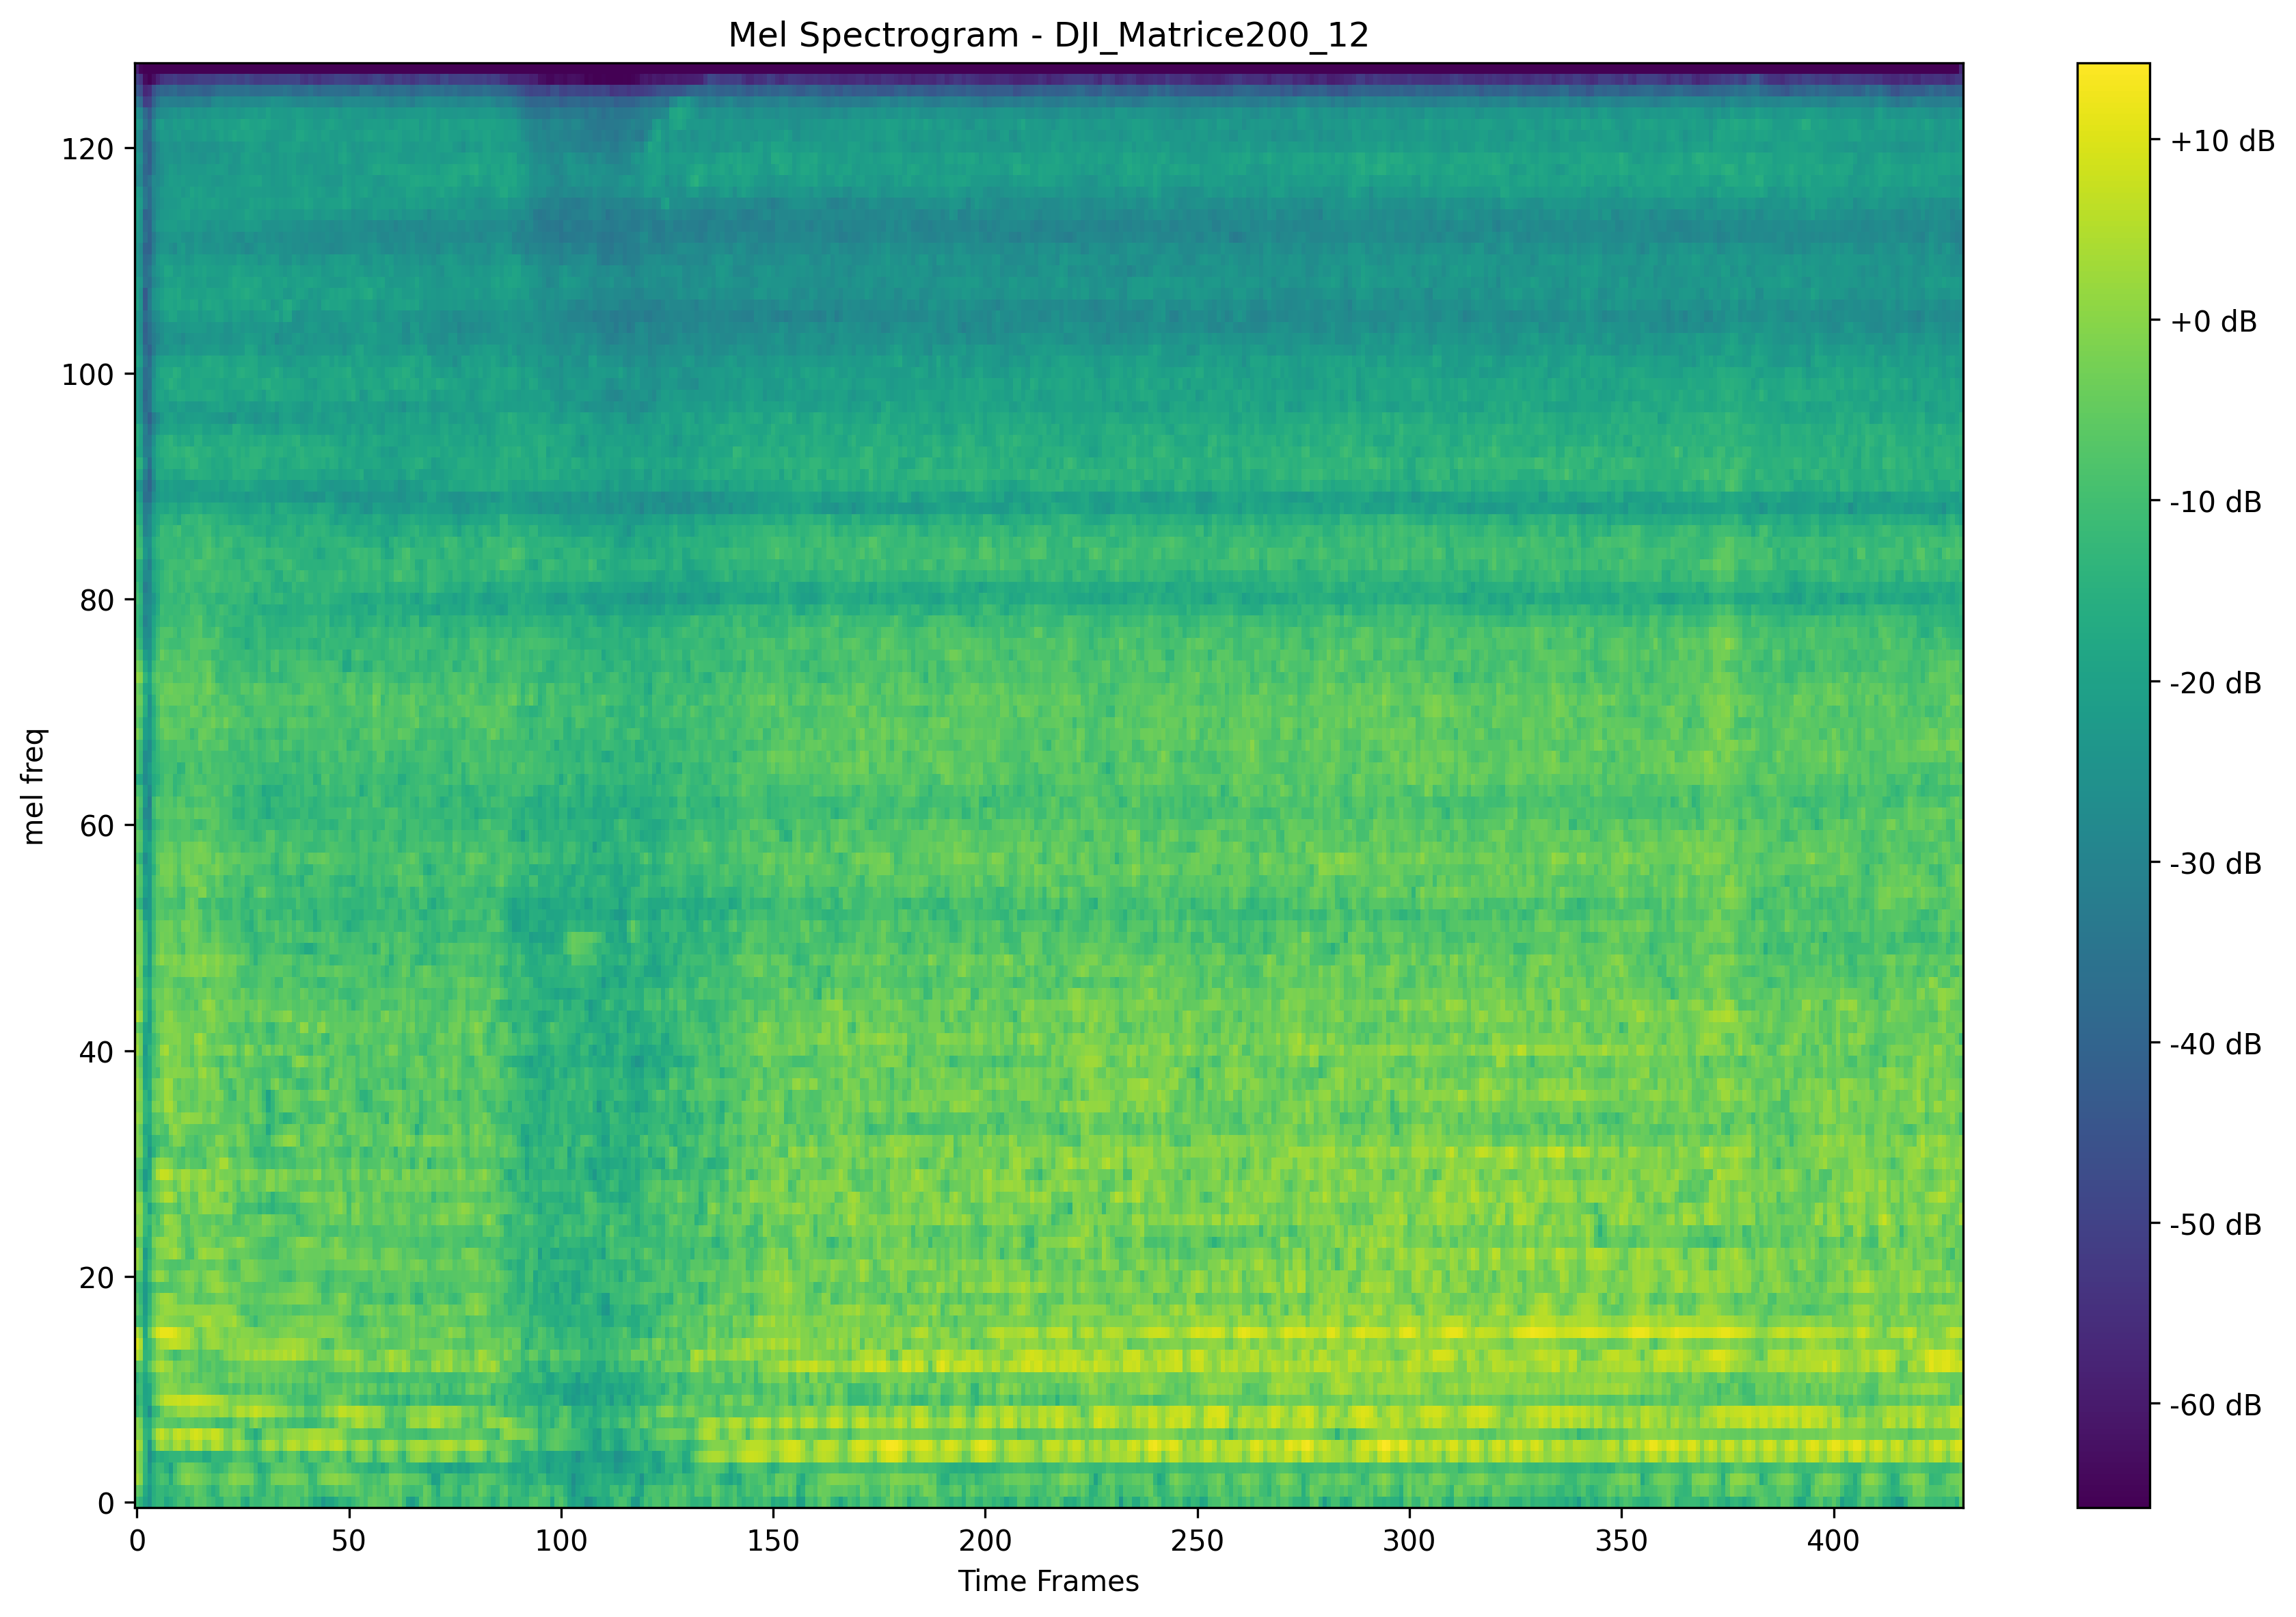 Mel Spectrogram - DJI_Matrice200_12
mel freq
120
100
80
60
40
20
0
0 50 100 150 200 250 300 350 400
Time Frames
+10 dB
+0 dB
-10 dB
-20 dB
-30 dB
-40 dB
-50 dB
-60 dB